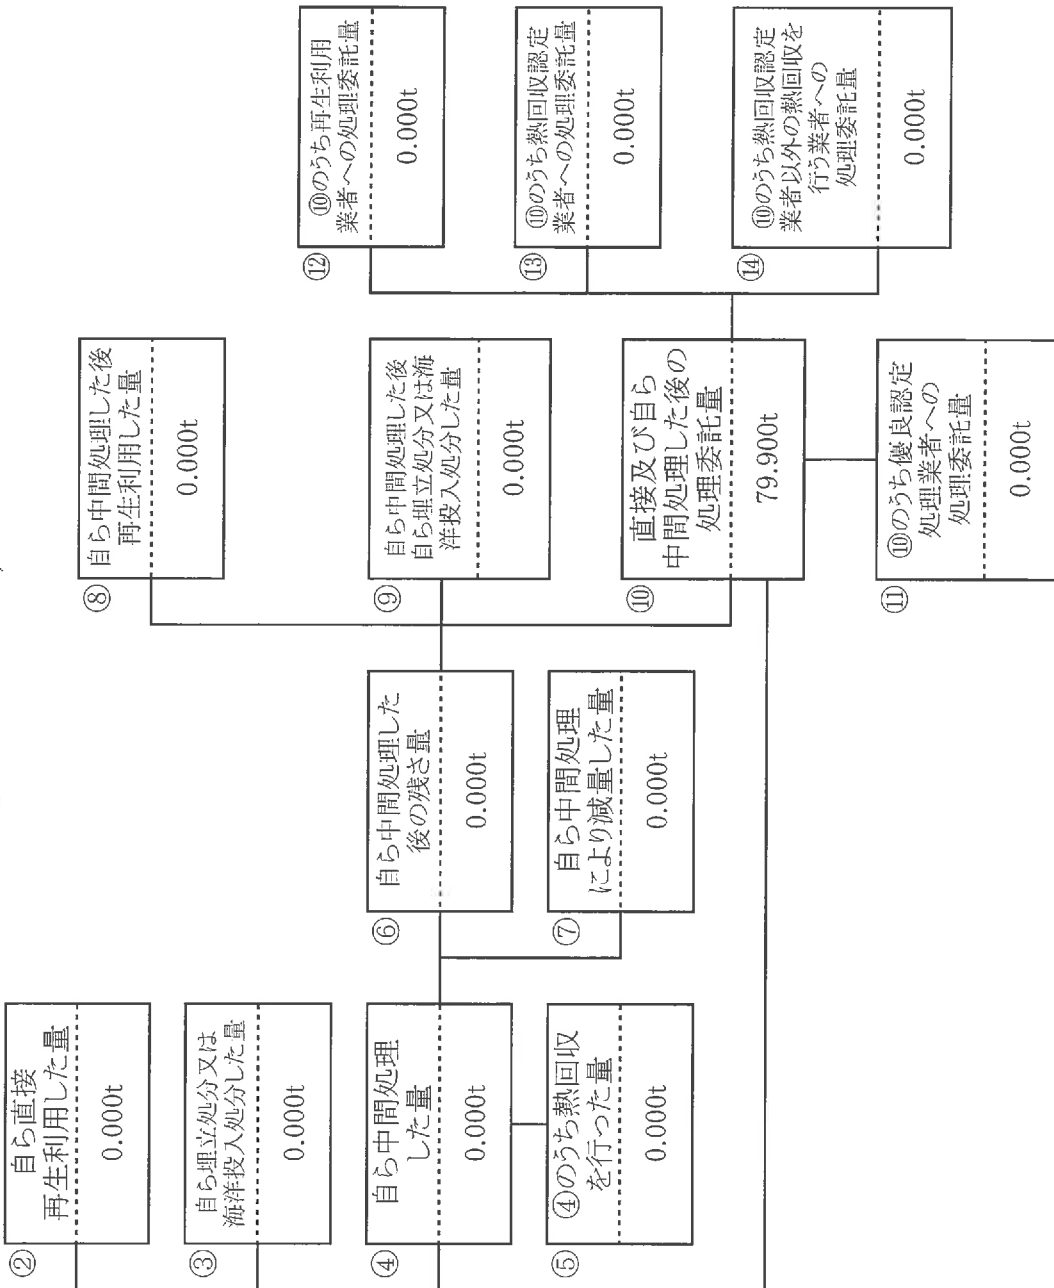 ②
自ら直接
再生利用した量
0.000t
③
自ら埋立処分又は
海洋投入処分した量
0.000t
④
自ら中間処理
した量
0.000t
⑤
④のうち熱回収
を行った量
0.000t
⑥
自ら中間処理した
後の残さ量
0.000t
⑦
自ら中間処理
により減量した量
0.000t
⑧
自ら中間処理した後
再生利用した量
0.000t
⑨
自ら中間処理した後
自ら埋立処分又は海
洋投入処分した量
0.000t
⑩
直接及び自ら
中間処理した後の
処理委託量
79.900t
⑪
⑩のうち優良認定
処理業者への
処理委託量
0.000t
⑫
⑩のうち再生利用
業者への処理委託量
0.000t
⑬
⑩のうち熱回収認定
業者への処理委託量
0.000t
⑭
⑩のうち熱回収認定
業者以外の熱回収を
行う業者への
処理委託量
0.000t